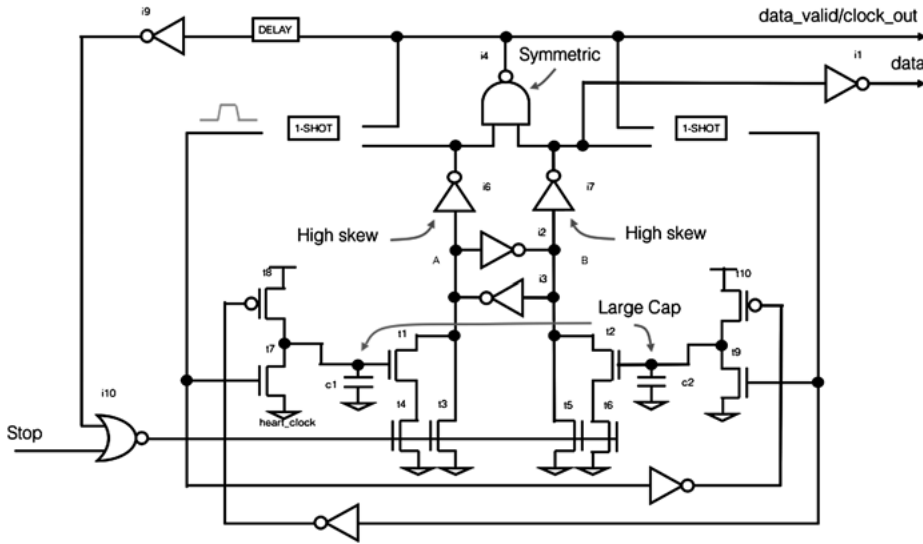 i9
DELAY
data_valid/clock_out
i4
Symmetric
i1
data
1-SHOT
1-SHOT
i6
i7
High skew
i2
High skew
A
B
t8
i3
t10
Large Cap
t7
t1
t2
t9
c1
c2
i10
t4
t3
t5
t6
heart_clock
Stop